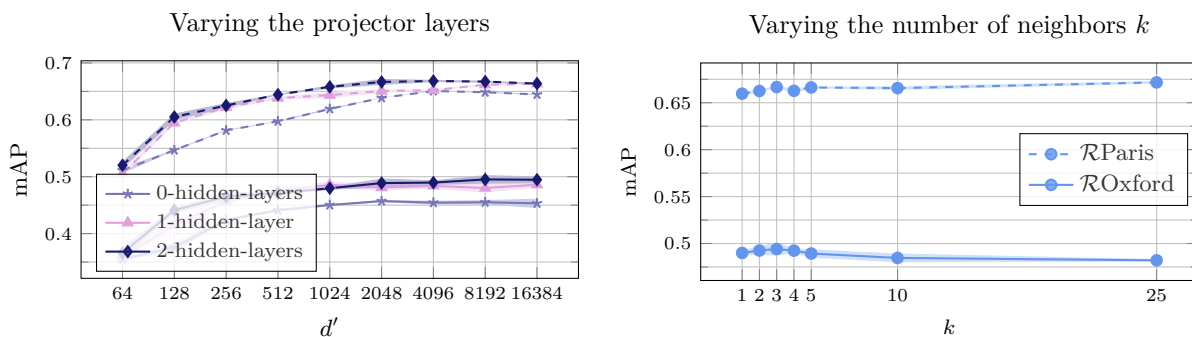 Varying the projector layers
0.7
0.6
0.5
0.4
mAP
0-hidden-layers
1-hidden-layer
2-hidden-layers
64 128 256 512 1024 2048 4096 8192 16384
d′
Varying the number of neighbors k
0.65
0.6
0.55
0.5
mAP
RParis
ROxford
1 2 3 4 5 10 25
k